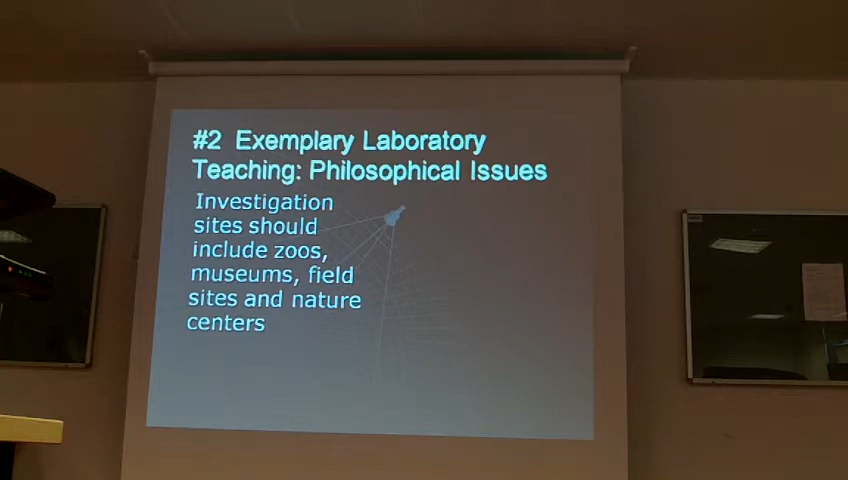 #2 Exemplary Laboratory
Teaching: Philosophical Issues
Investigation
sites should
include zoos,
museums, field
sites and nature
centers